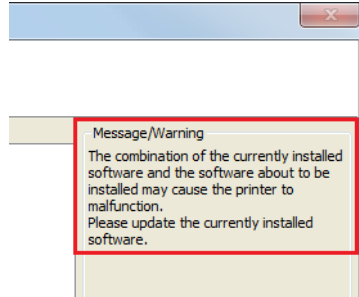 Message/Warning
The combination of the currently installed
software and the software about to be
installed may cause the printer to
malfunction.
Please update the currently installed
software.